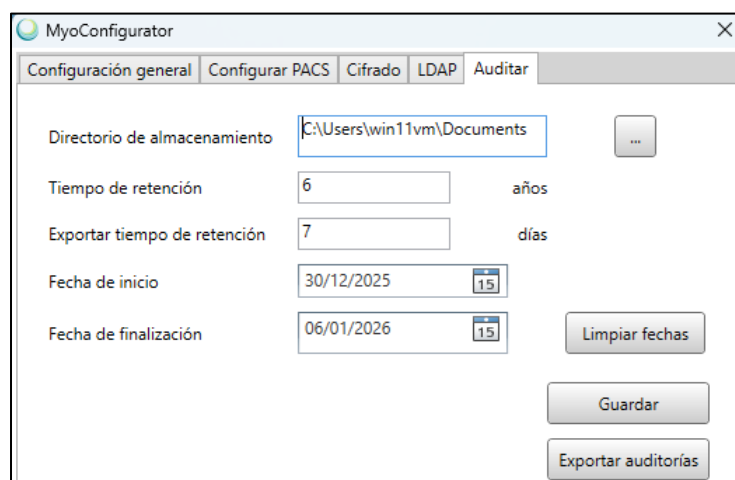 MyoConfigurator
Configuración general Configurar PACS Cifrado LDAP Auditar
Directorio de almacenamiento C:\Users\win11vm\Documents ...
Tiempo de retención 6 años
Exportar tiempo de retención 7 días
Fecha de inicio 30/12/2025 15
Fecha de finalización 06/01/2026 15 Limpiar fechas
Guardar
Exportar auditorías